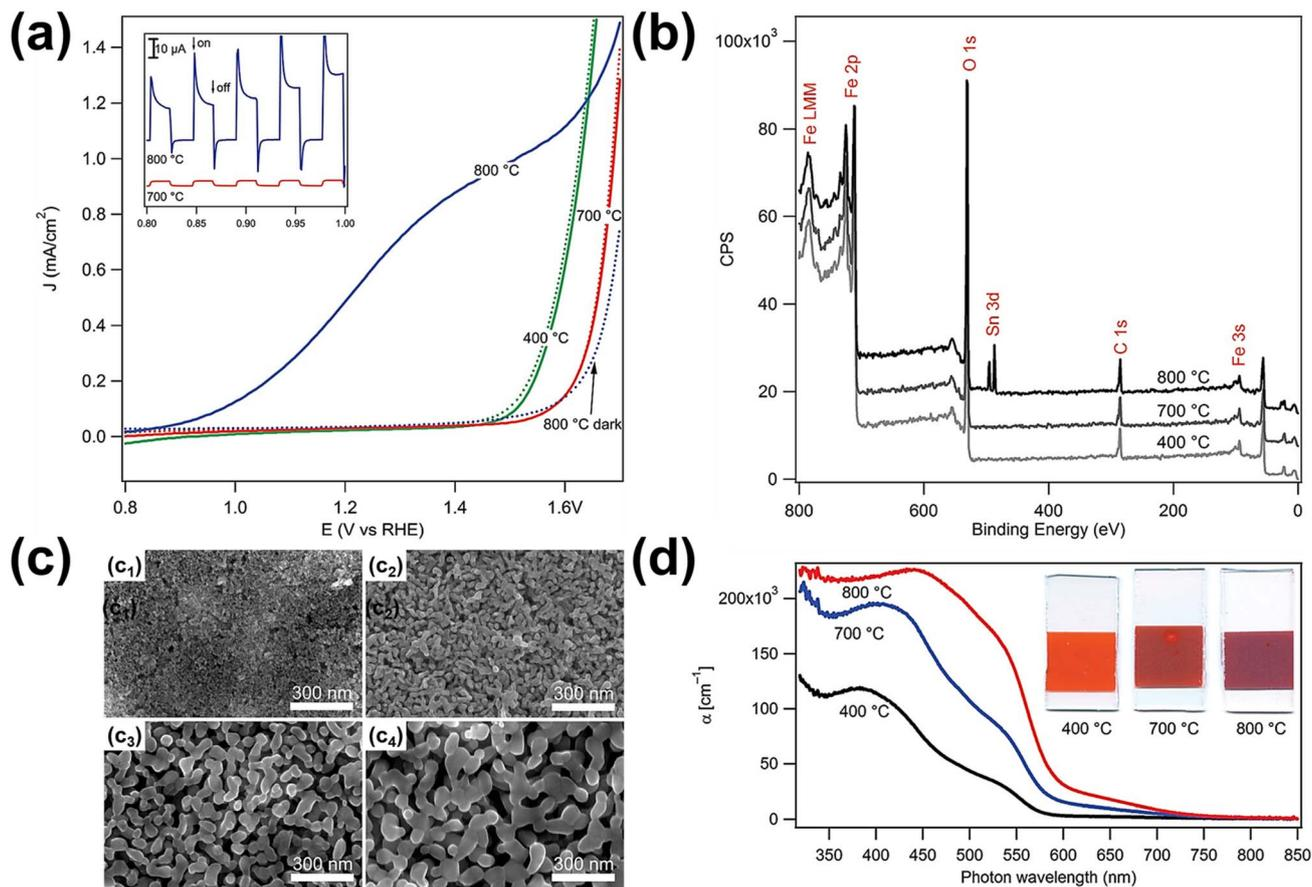 (a)
1.4
1.2
1.0
0.8
0.6
0.4
0.2
0.0
J (mA/cm²)
10 µA
↓on
↓off
800 °C
700 °C
0.80
0.85
0.90
0.95
1.00
800 °C
700 °C
400 °C
800 °C dark
0.8
1.0
1.2
1.4
1.6V
E (V vs RHE)
(b)
100x10³
80
60
40
20
0
CPS
Fe LMM
Fe 2p
O 1s
Sn 3d
C 1s
Fe 3s
800 °C
700 °C
400 °C
800
600
400
200
0
Binding Energy (eV)
(c)
(c₁)
(c₁)
300 nm
(c₂)
(c₂)
300 nm
(c₃)
300 nm
(c₄)
300 nm
(d)
200x10³
150
100
50
0
α [cm⁻¹]
800 °C
700 °C
400 °C
400 °C
700 °C
800 °C
350
400
450
500
550
600
650
700
750
800
850
Photon wavelength (nm)